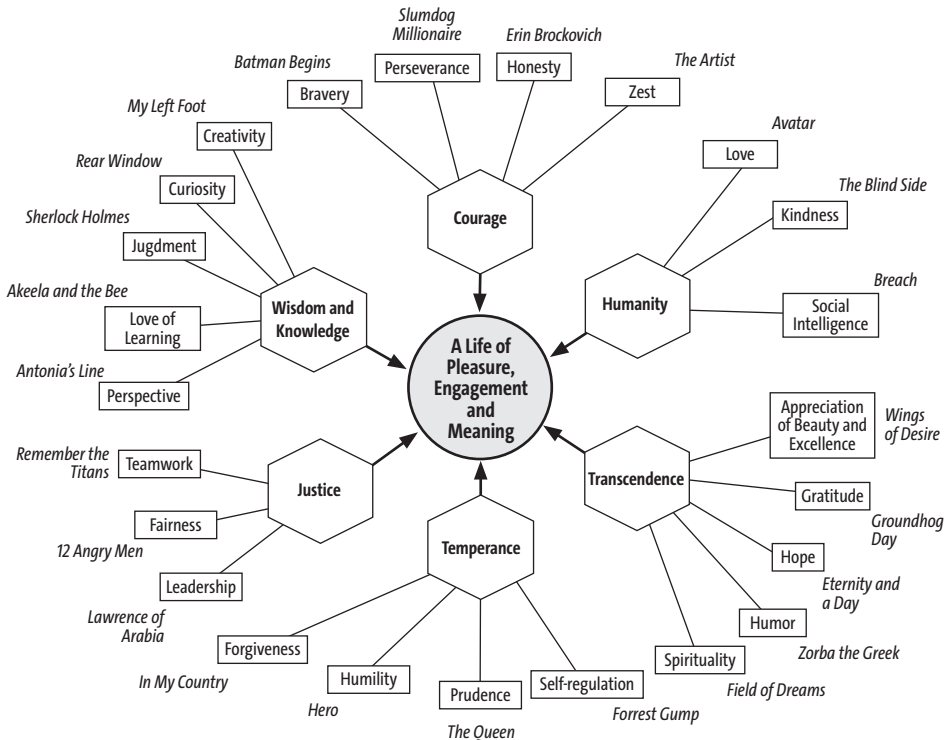 Slumdog
Millionaire
Perseverance
Erin Brockovich
Honesty
Batman Begins
Bravery
The Artist
Zest
Courage
My Left Foot
Creativity
Rear Window
Curiosity
Sherlock Holmes
Jugdment
Akeela and the Bee
Love of
Learning
Antonia's Line
Perspective
Wisdom and
Knowledge
Avatar
Love
The Blind Side
Kindness
Breach
Social
Intelligence
Humanity
A Life of
Pleasure,
Engagement
and
Meaning
Remember the
Titans
Teamwork
Fairness
12 Angry Men
Leadership
Lawrence of
Arabia
Justice
Temperance
Forgiveness
In My Country
Humility
Hero
Prudence
The Queen
Self-regulation
Forrest Gump
Transcendence
Appreciation
of Beauty and
Excellence
Wings
of Desire
Gratitude
Groundhog
Day
Hope
Eternity and
a Day
Humor
Zorba the Greek
Spirituality
Field of Dreams